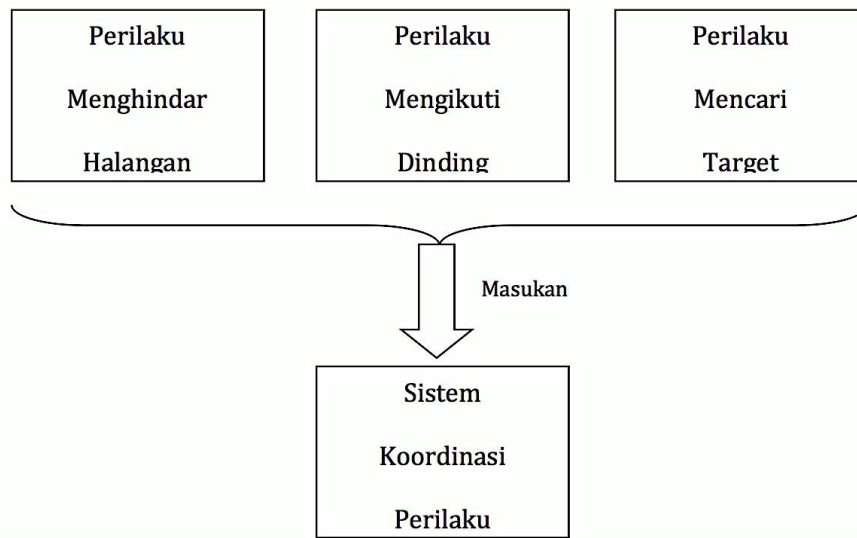 Perilaku
Menghindar
Halangan
Perilaku
Mengikuti
Dinding
Perilaku
Mencari
Target
Masukan
Sistem
Koordinasi
Perilaku